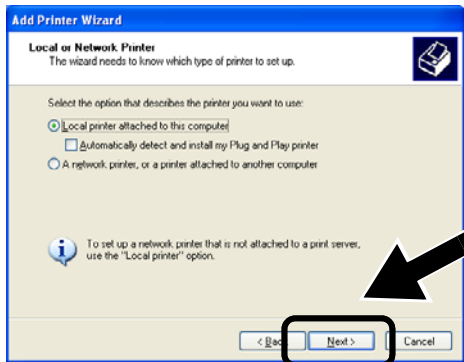 Add Printer Wizard
Local or Network Printer
The wizard needs to know which type of printer to set up.
Select the option that describes the printer you want to use:
Local printer attached to this computer
Automatically detect and install my Plug and Play printer
A network printer, or a printer attached to another computer
To set up a network printer that is not attached to a print server,
use the "Local printer" option.
< Bac Next > Cancel